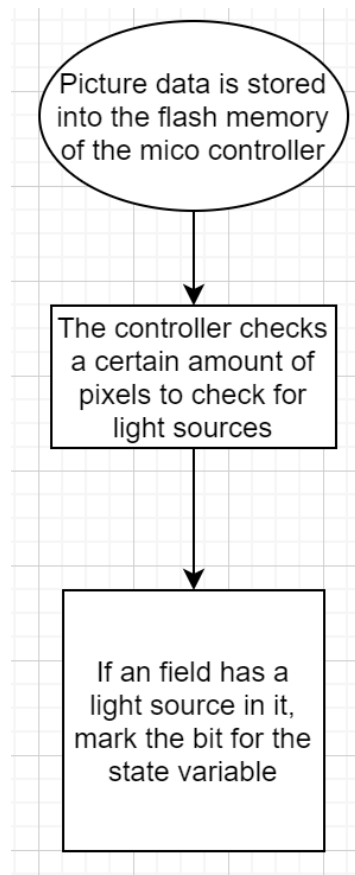 Picture data is stored
into the flash memory
of the mico controller
The controller checks
a certain amount of
pixels to check for
light sources
If an field has a
light source in it,
mark the bit for the
state variable